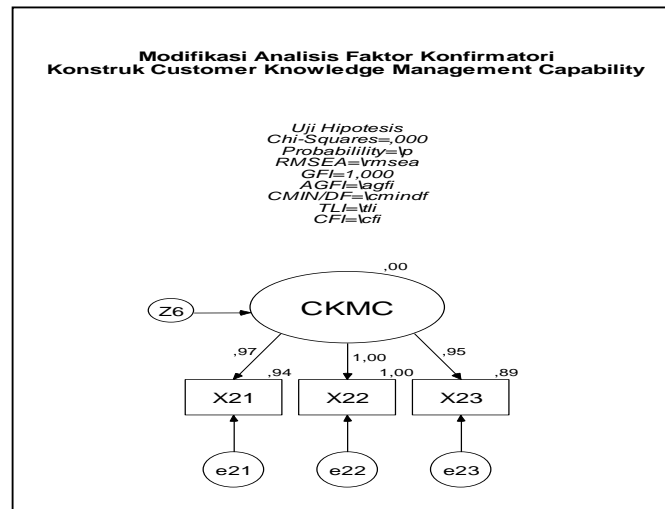 Modifikasi Analisis Faktor Konfirmatori
Konstruk Customer Knowledge Management Capability
Uji Hipotesis
Chi-Squares=,000
Probabilility=\p
RMSEA=\rmsea
GFI=1,000
AGFI=\agfi
CMIN/DF=\cmindf
TLI=\tli
CFI=\cfi
,00
Z6
CKMC
,97
1,00
,95
,94
1,00
,89
X21
X22
X23
e21
e22
e23